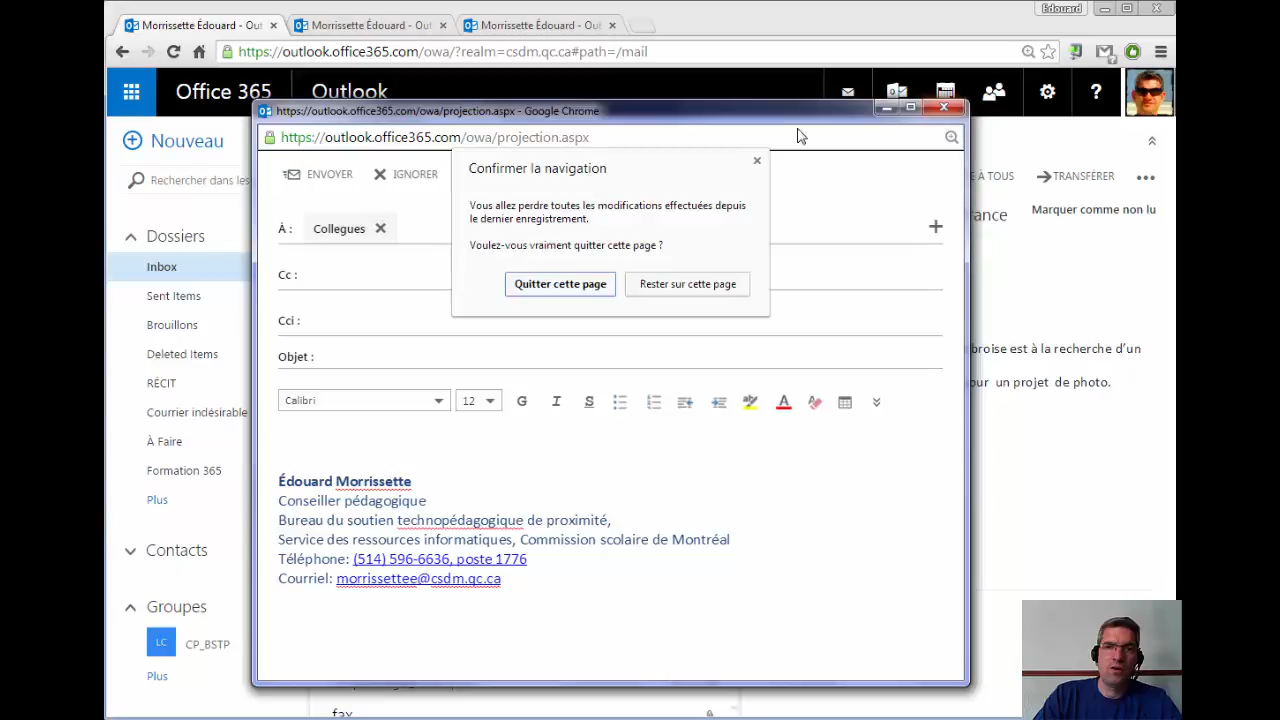 Edouard
Morrissette Édouard - Out
Morrissette Édouard - Out
Morrissette Édouard - Out
https://outlook.office365.com/owa/?realm=csdm.qc.ca#path=/mail
Office 365
Outlook
?
https://outlook.office365.com/owa/projection.aspx - Google Chrome
https://outlook.office365.com/owa/projection.aspx
Nouveau
Rechercher dans les
Dossiers
Inbox
Sent Items
Brouillons
Deleted Items
RÉCIT
Courrier indésirable
À Faire
Formation 365
Plus
Contacts
Groupes
LC
CP_BSTP
Plus
ENVOYER
IGNORER
À :
Collegues
Cc :
Cci :
Objet :
Confirmer la navigation
Vous allez perdre toutes les modifications effectuées depuis
le dernier enregistrement.
Voulez-vous vraiment quitter cette page ?
Quitter cette page
Rester sur cette page
Calibri
12
G
I
S
Édouard Morrissette
Conseiller pédagogique
Bureau du soutien technopédagogique de proximité,
Service des ressources informatiques, Commission scolaire de Montréal
Téléphone: (514) 596-6636, poste 1776
Courriel: morrissettee@csdm.qc.ca
À TOUS
TRANSFÉRER
Marquer comme non lu
broise est à la recherche d'un
our un projet de photo.
fax